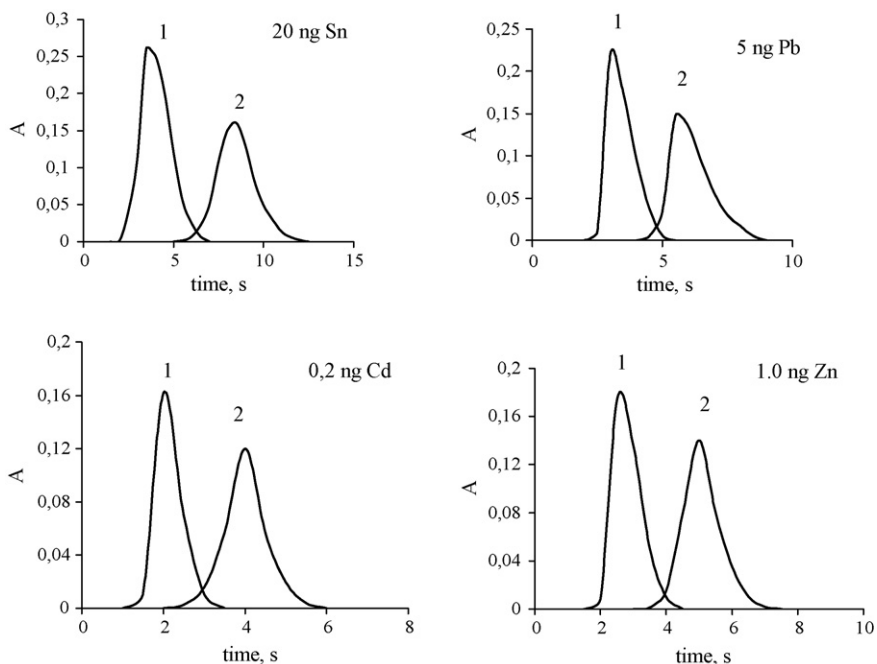 20 ng Sn
1
2
0,3
0,25
0,2
0,15
0,1
0,05
0
A
0 5 10 15
time, s
5 ng Pb
1
2
0,25
0,2
0,15
0,1
0,05
0
A
0 5 10
time, s
0,2 ng Cd
1
2
0,2
0,16
0,12
0,08
0,04
0
A
0 2 4 6 8
time, s
1.0 ng Zn
1
2
0,2
0,16
0,12
0,08
0,04
0
A
0 2 4 6 8 10
time, s